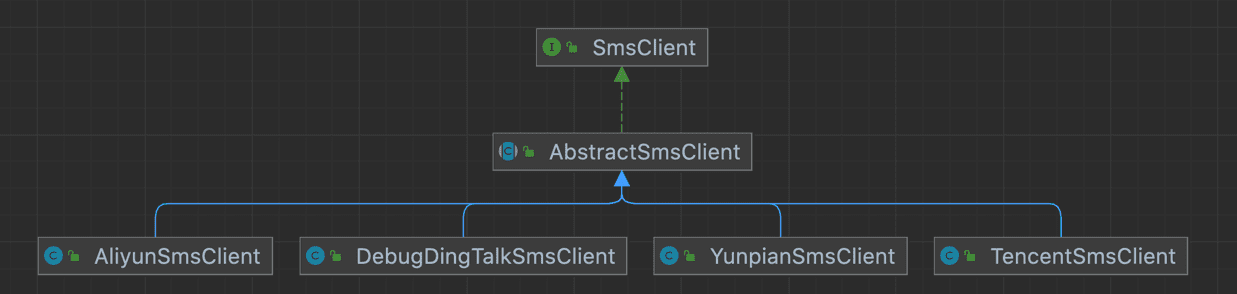 I SmsClient
C AbstractSmsClient
C AliyunSmsClient C DebugDingTalkSmsClient C YunpianSmsClient C TencentSmsClient